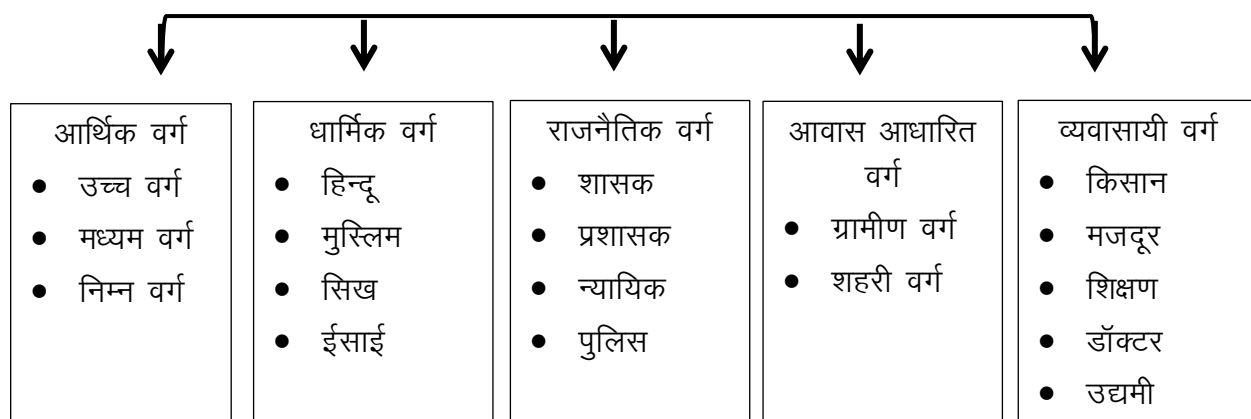 आर्थिक वर्ग
● उच्च वर्ग
● मध्यम वर्ग
● निम्न वर्ग
धार्मिक वर्ग
● हिन्दू
● मुस्लिम
● सिख
● ईसाई
राजनैतिक वर्ग
● शासक
● प्रशासक
● न्यायिक
● पुलिस
आवास आधारित
वर्ग
● ग्रामीण वर्ग
● शहरी वर्ग
व्यवासायी वर्ग
● किसान
● मजदूर
● शिक्षण
● डॉक्टर
● उद्यमी